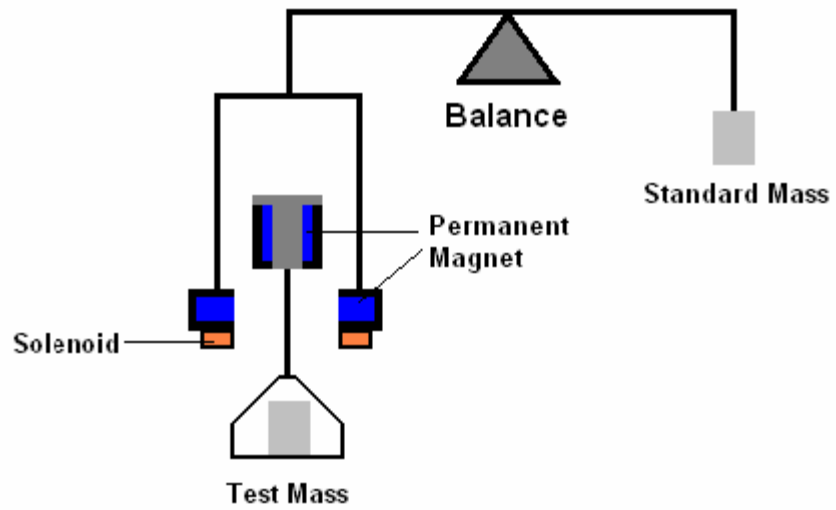 Balance
Standard Mass
Permanent
Magnet
Solenoid
Test Mass